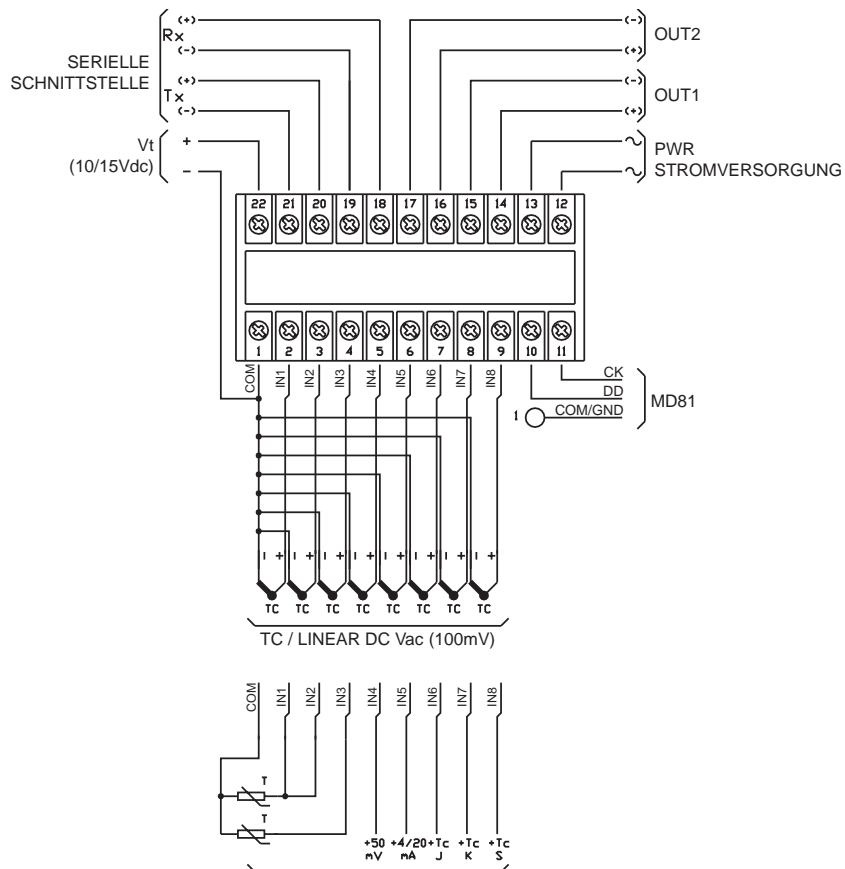 (+)
Rx
(-)
SERIELLE
SCHNITTSTELLE
(+)
Tx
(-)
Vt
(10/15Vdc)
+
-
(-)
OUT2
(+)
(-)
OUT1
(+)
PWR
STROMVERSORGUNG
22 21 20 19 18 17 16 15 14 13 12
1 2 3 4 5 6 7 8 9 10 11
COM IN1 IN2 IN3 IN4 IN5 IN6 IN7 IN8
CK
DD
1 COM/GND
MD81
- + - + - + - + - + - + - + - +
TC TC TC TC TC TC TC TC
TC / LINEAR DC Vac (100mV)
COM IN1 IN2 IN3 IN4 IN5 IN6 IN7 IN8
T
T
+50 +4/20 +Tc +Tc +Tc
mV mA J K S